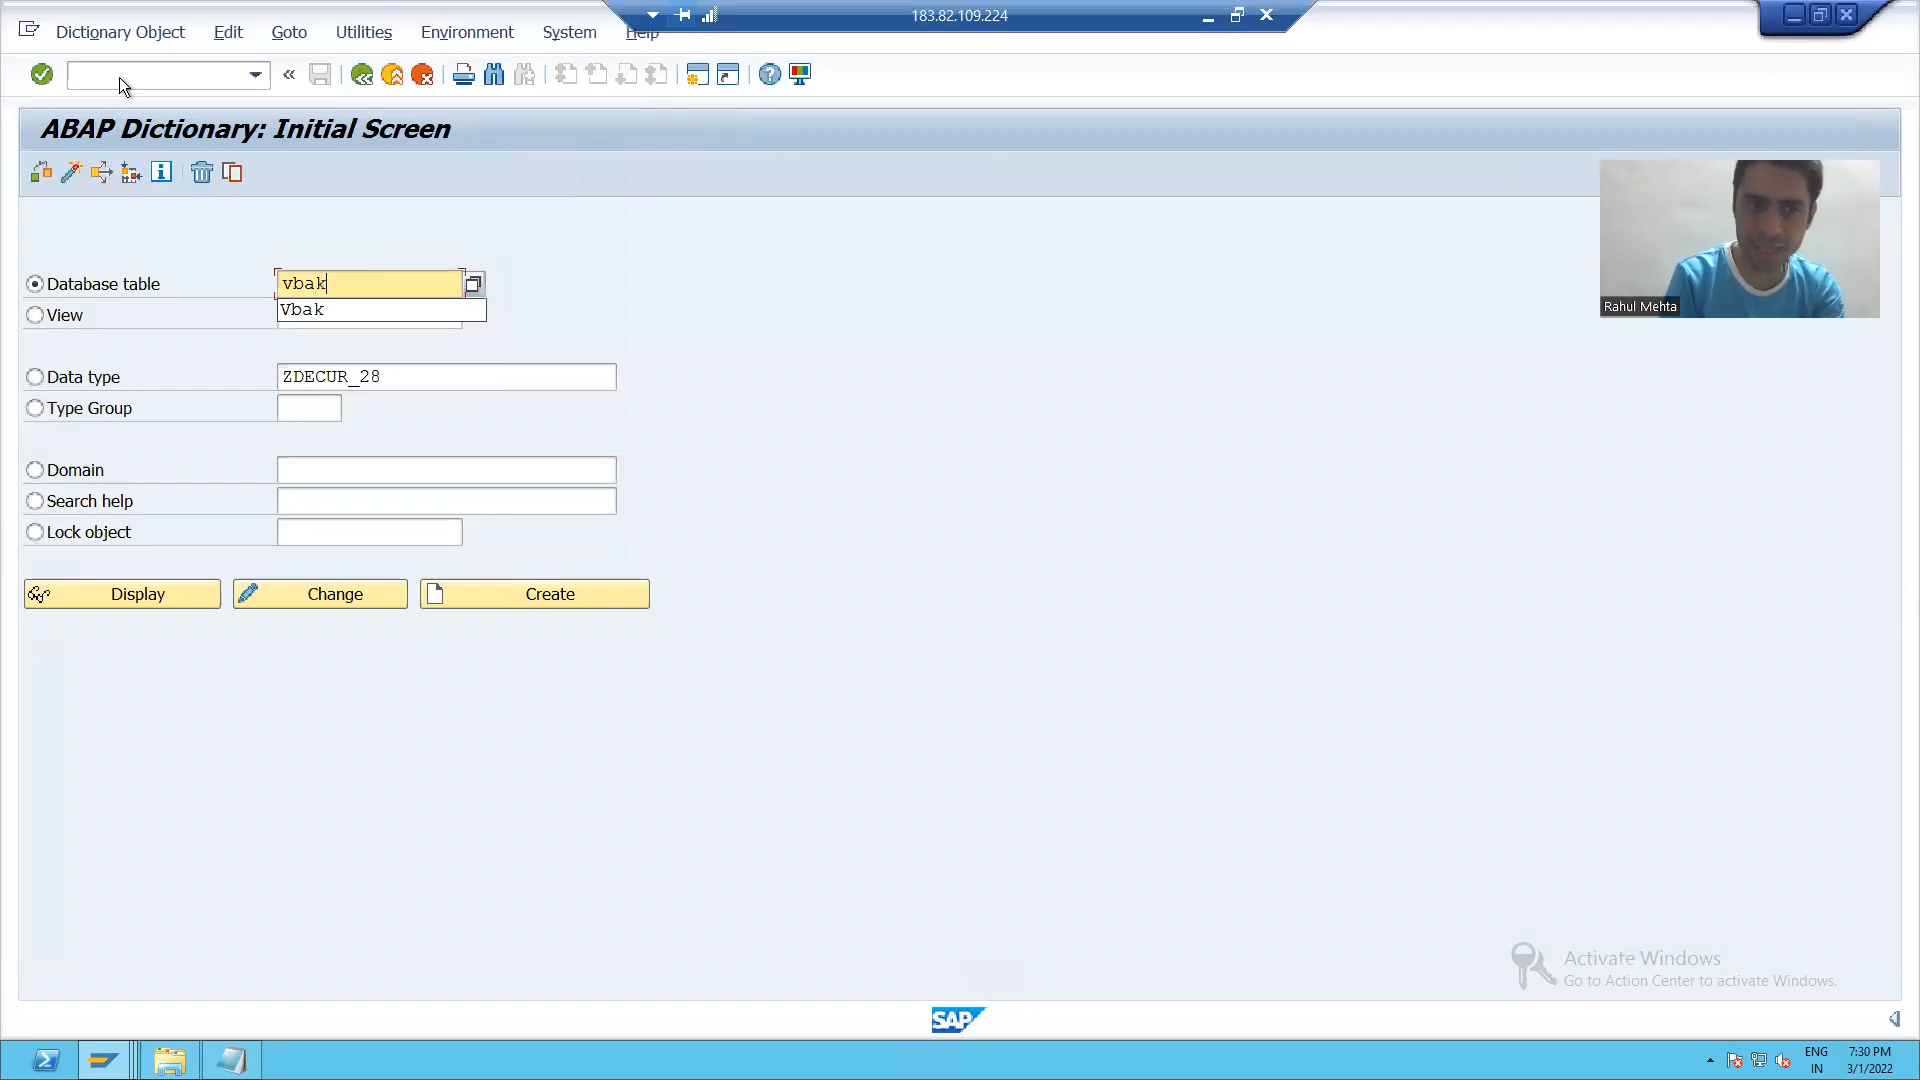 183.82.109.224
Dictionary Object Edit Goto Utilities Environment System Help
ABAP Dictionary: Initial Screen
Database table vbak
Vbak
View
Data type ZDECUR_28
Type Group
Domain
Search help
Lock object
Display Change Create
Rahul Mehta
Activate Windows
Go to Action Center to activate Windows.
SAP
ENG 7:30 PM
IN 3/1/2022